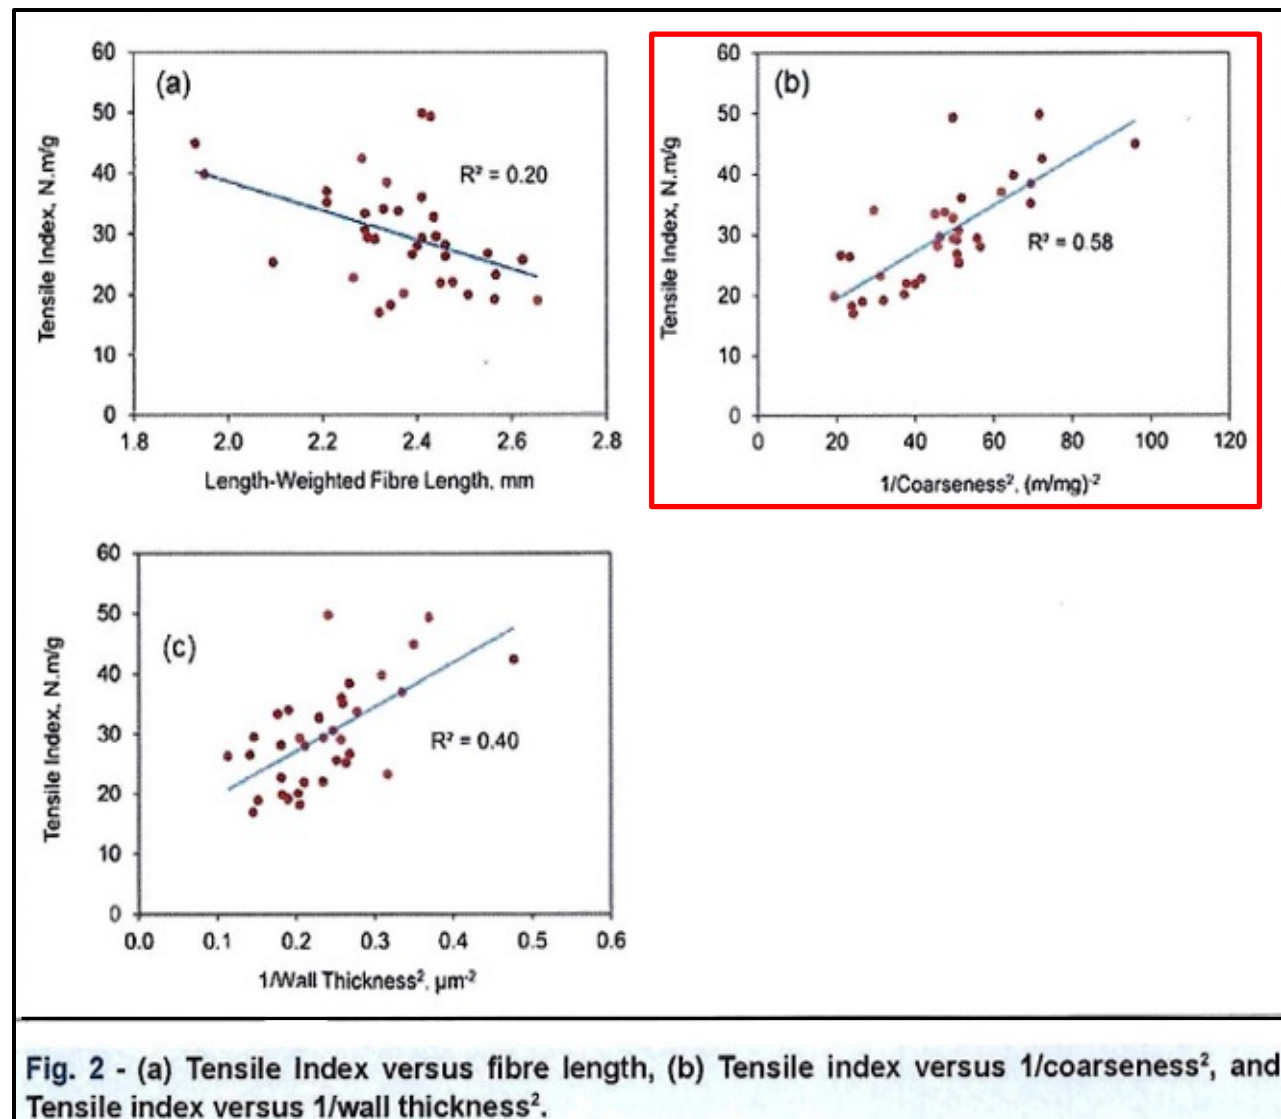 60
50
40
30
20
10
0
Tensile Index, N.m/g
(a)
R² = 0.20
1.8 2.0 2.2 2.4 2.6 2.8
Length-Weighted Fibre Length, mm
60
50
40
30
20
10
0
Tensile Index, N.m/g
(b)
R² = 0.58
0 20 40 60 80 100 120
1/Coarseness², (m/mg)⁻²
60
50
40
30
20
10
0
Tensile Index, N.m/g
(c)
R² = 0.40
0.0 0.1 0.2 0.3 0.4 0.5 0.6
1/Wall Thickness², µm⁻²
Fig. 2 - (a) Tensile Index versus fibre length, (b) Tensile index versus 1/coarseness², and
Tensile index versus 1/wall thickness².